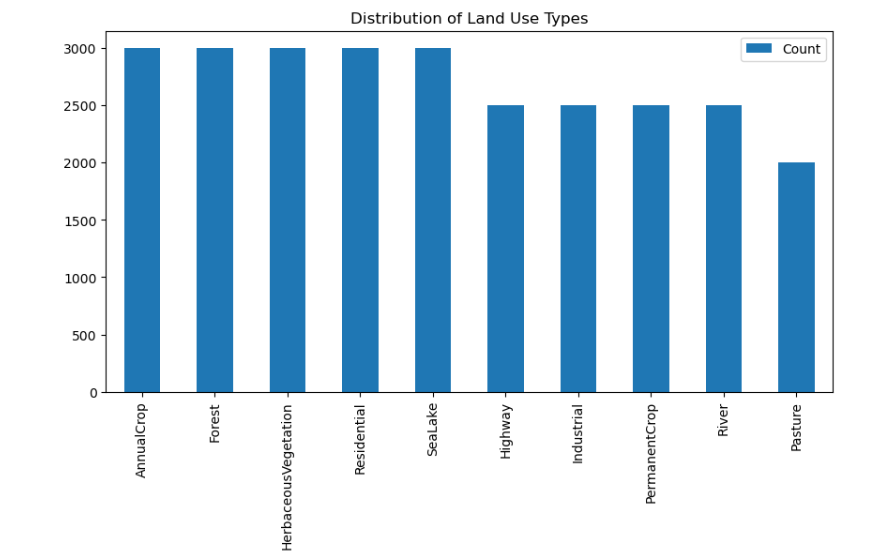 Distribution of Land Use Types
Count
3000
2500
2000
1500
1000
500
0
AnnualCrop
Forest
HerbaceousVegetation
Residential
SeaLake
Highway
Industrial
PermanentCrop
River
Pasture